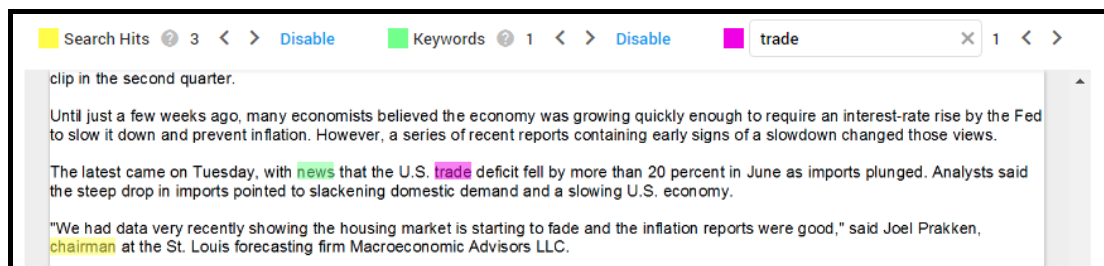 Search Hits ? 3 < > Disable Keywords ? 1 < > Disable trade × 1 < >
clip in the second quarter.
Until just a few weeks ago, many economists believed the economy was growing quickly enough to require an interest-rate rise by the Fed
to slow it down and prevent inflation. However, a series of recent reports containing early signs of a slowdown changed those views.
The latest came on Tuesday, with news that the U.S. trade deficit fell by more than 20 percent in June as imports plunged. Analysts said
the steep drop in imports pointed to slackening domestic demand and a slowing U.S. economy.
"We had data very recently showing the housing market is starting to fade and the inflation reports were good," said Joel Prakken,
chairman at the St. Louis forecasting firm Macroeconomic Advisors LLC.